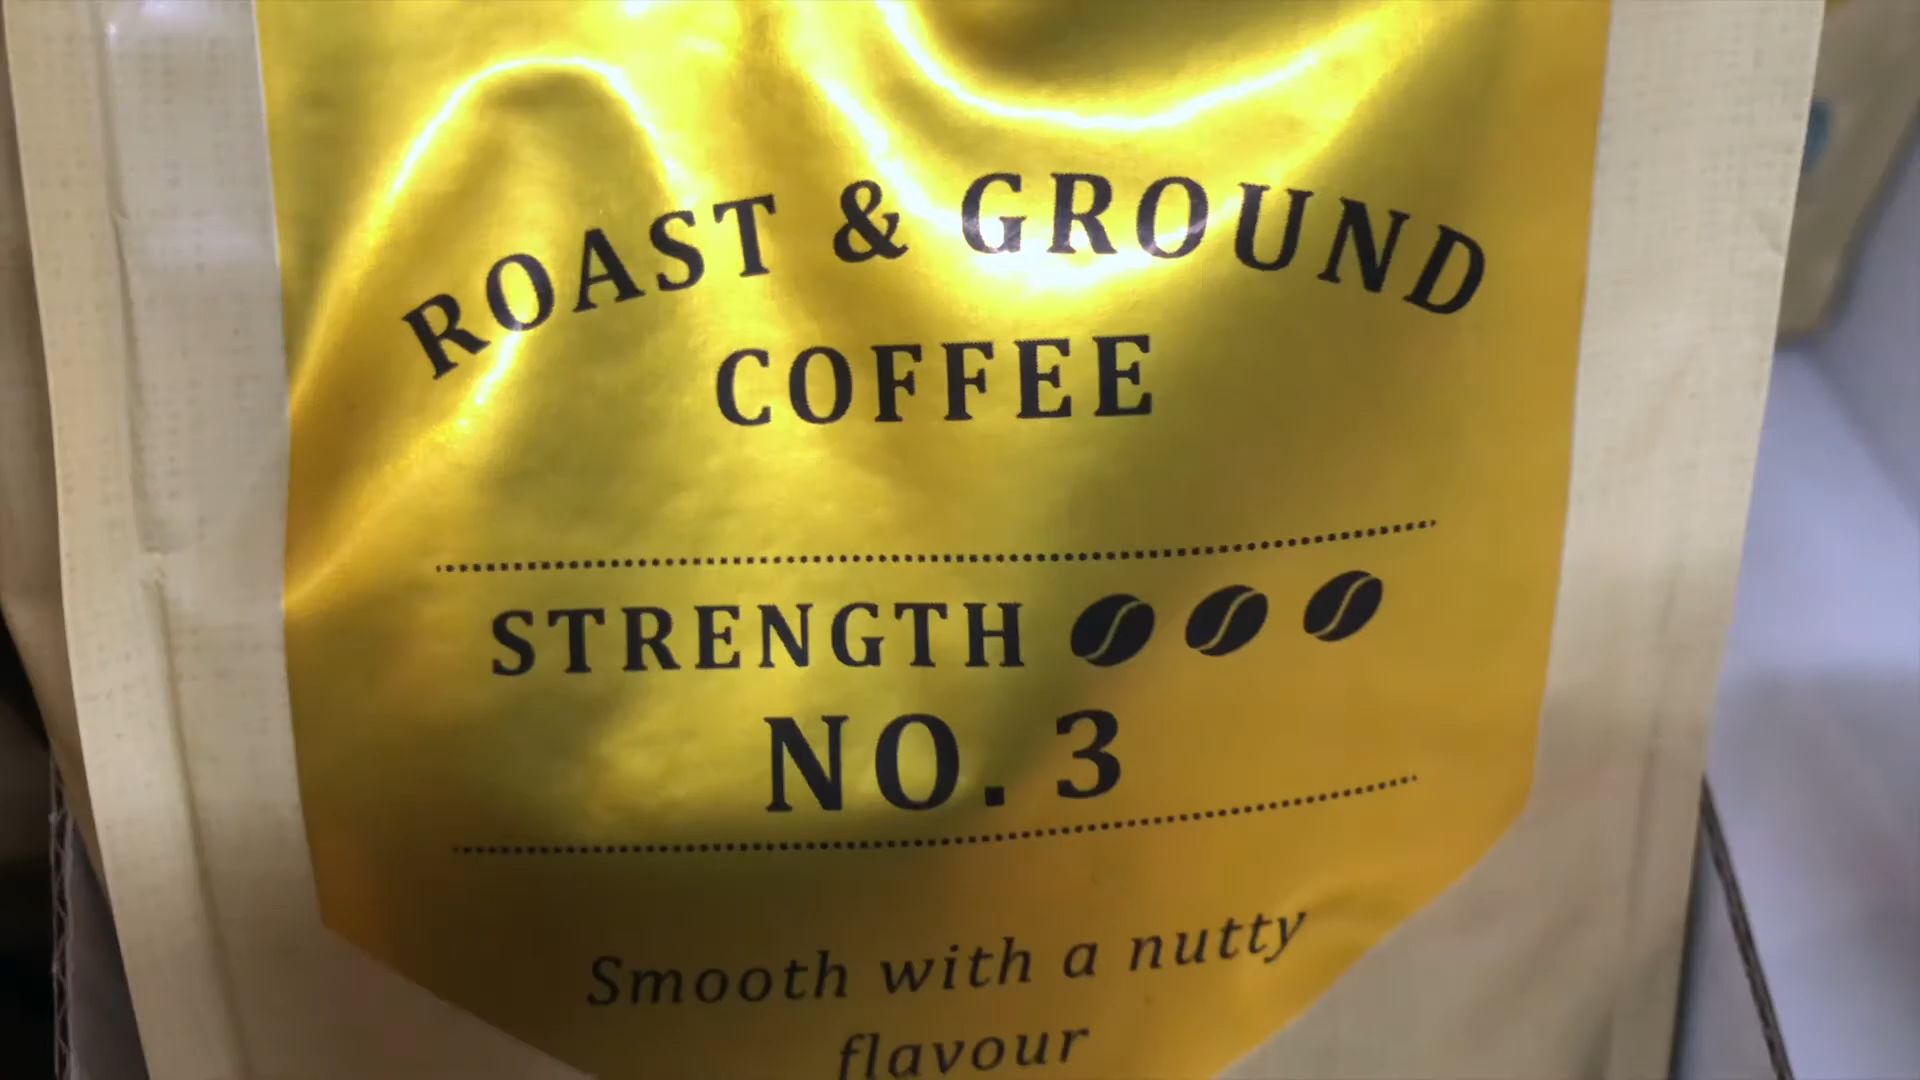 ROAST & GROUND
COFFEE
STRENGTH
NO. 3
Smooth with a nutty
flavour